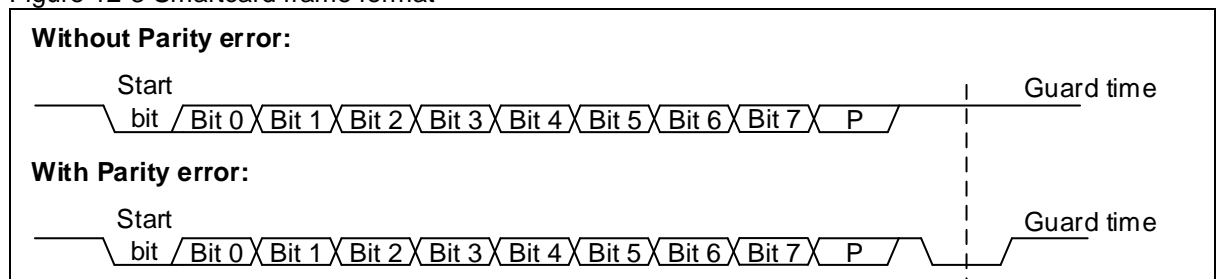 Figure 12-8 Smartcard frame format
Without Parity error:
Start
bit Bit 0 Bit 1 Bit 2 Bit 3 Bit 4 Bit 5 Bit 6 Bit 7 P Guard time
With Parity error:
Start
bit Bit 0 Bit 1 Bit 2 Bit 3 Bit 4 Bit 5 Bit 6 Bit 7 P Guard time